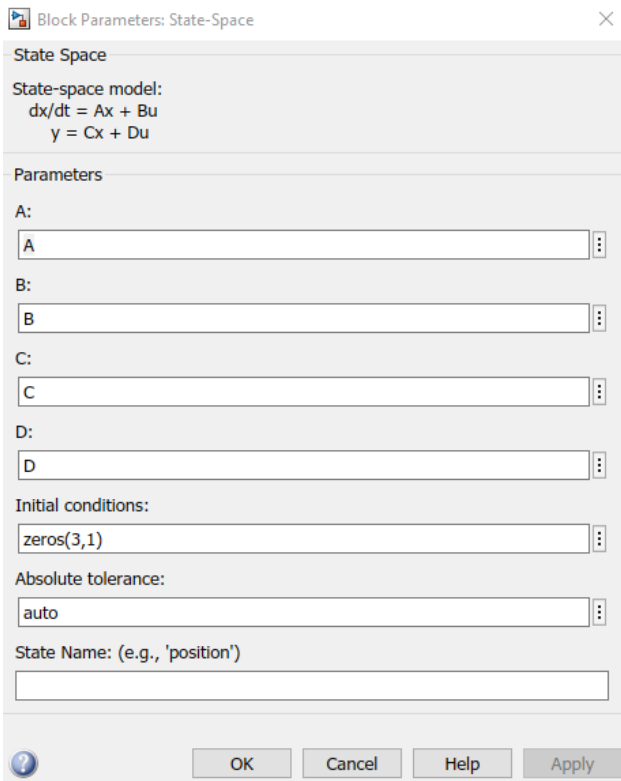 Block Parameters: State-Space
State Space
State-space model:
dx/dt = Ax + Bu
y = Cx + Du
Parameters
A:
A
B:
B
C:
C
D:
D
Initial conditions:
zeros(3,1)
Absolute tolerance:
auto
State Name: (e.g., 'position')
? OK Cancel Help Apply